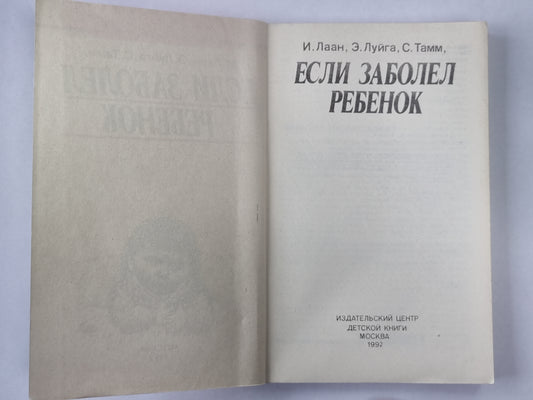 И. Лаан, Э. Луйга, С. Тамм,
ЕСЛИ ЗАБОЛЕЛ
РЕБЕНОК
ИЗДАТЕЛЬСКИЙ ЦЕНТР
ДЕТСКОЙ КНИГИ
МОСКВА
1992